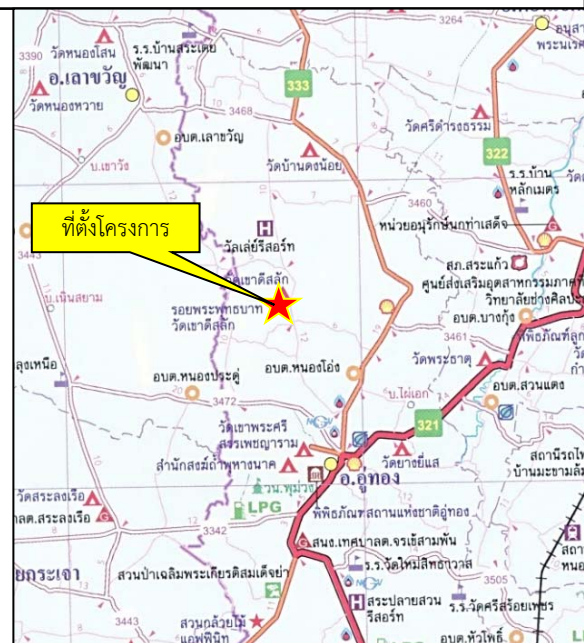 3264
อนุสา
พระนเรศ
วัดหนองโสน
ร.ร.บ้านสระเตย
พัฒนา
3390
อ.เลาขวัญ
วัดหนองหวาย
333
3468
อบต.เลาขวัญ
วัดศรีดำรงธรรม
322
บ.เขาวัง
วัดบ้านดงน้อย
ร.ร.บ้าน
หลักเมตร
3460
หน่วยอนุรักษ์นกท่าเสด็จ
ที่ตั้งโครงการ
วัลเล่ย์รีสอร์ท
3443
สภ.สระแก้ว
ศูนย์ส่งเสริมอุตสาหกรรมภาคที่
วิทยาลัยช่างศิลป
วัดเขาดีสลัก
บ.เนินสยาม
รอยพระพุทธบาท
วัดเขาดีสลัก
อบต.บางกุ้ง
3461
พิพิธภัณฑ์ลูก
วัดพระธาตุ
ลุงเหนือ
อบต.หนองประดู่
อบต.หนองโอ่ง
อบต.สวนแตง
3472
บ.ไผ่เอก
321
NGV
วัดเขาพระศรี
สรรเพชญาราม
สำนักสงฆ์ถ้ำหางนาค
วัดยางยี่แส
สถานีรถไฟ
บ้านมะขามล้ม
อ.อู่ทอง
วน.พุม่วง
LPG
พิพิธภัณฑสถานแห่งชาติอู่ทอง
วัดสระลงเรือ
าลต.สระลงเรือ
3342
สนง.เทศบาลต.จรเข้สามพัน
สถา
หนอ
ยกระเจา
สวนป่าเฉลิมพระเกียรติสมเด็จย่า
ร.ร.วัดใหม่สิทธาวาส
NGV
3505
สระปลายสวน
รีสอร์ท
ร.ร.วัดศรีสร้อยเพชร
3443
สวนกล้วยไม้
แอฟฟินิท
อบต.หัวโพธิ์